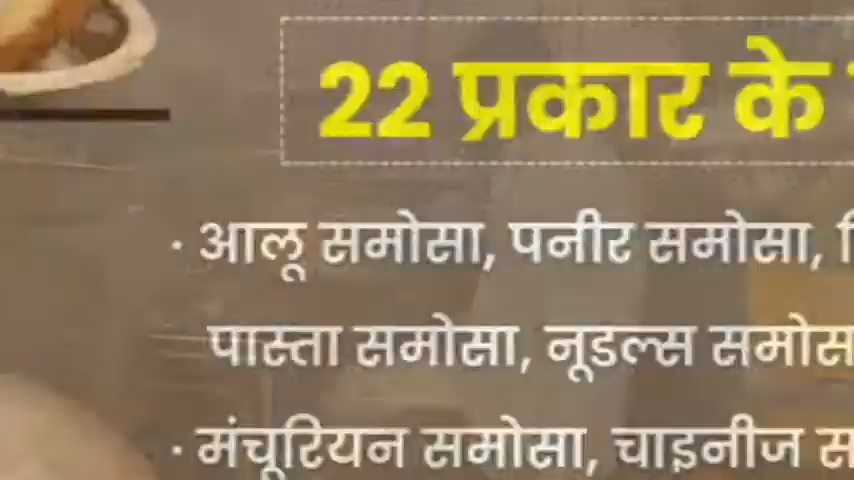 22 प्रकार के
· आलू समोसा, पनीर समोसा,
पास्ता समोसा, नूडल्स समोस
· मंचूरियन समोसा, चाइनीज स